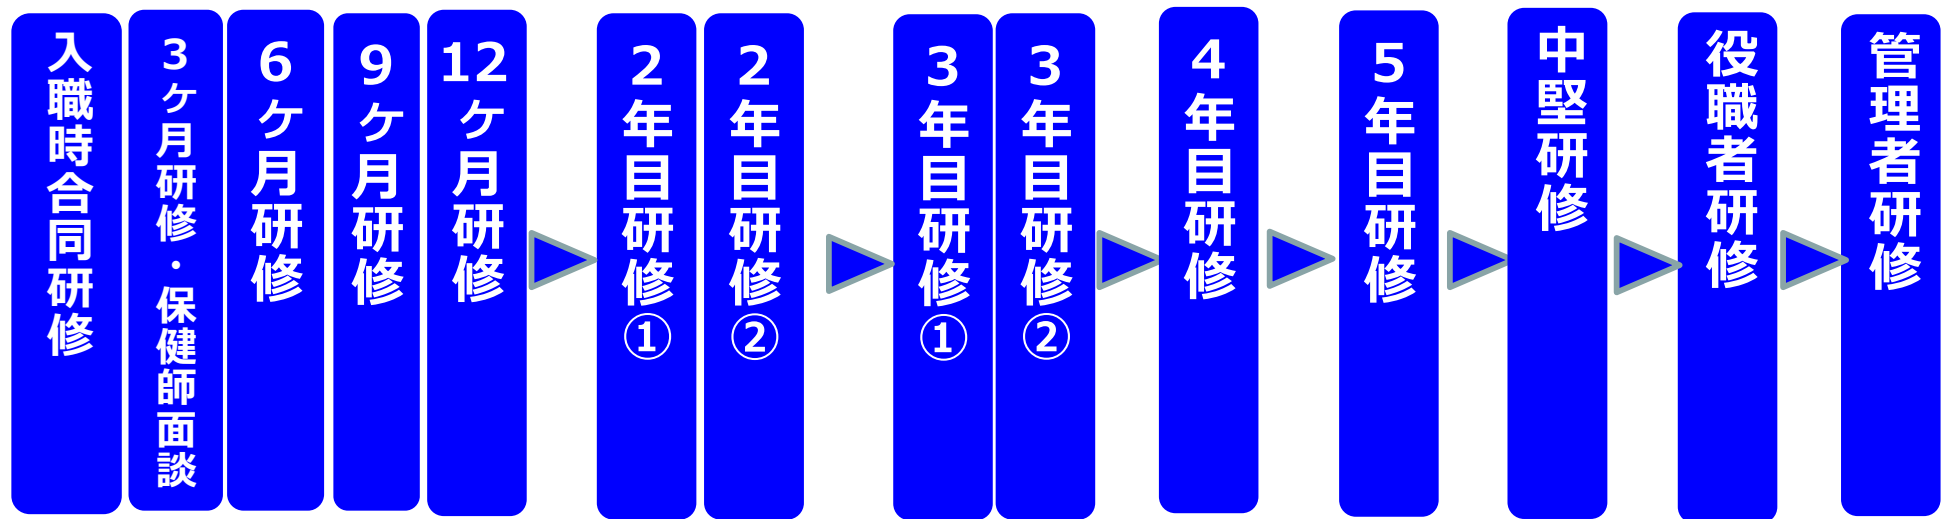 入職時合同研修
３ケ月研修・保健師面談
６ケ月研修
９ケ月研修
12ケ月研修
２年目研修①
２年目研修②
３年目研修①
３年目研修②
４年目研修
５年目研修
中堅研修
役職者研修
管理者研修